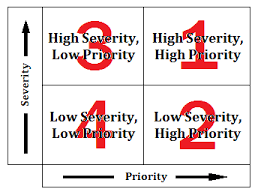 High Severity,
Low Priority
3
High Severity,
High Priority
1
Low Severity,
Low Priority
4
Low Severity,
High Priority
2
Severity
Priority